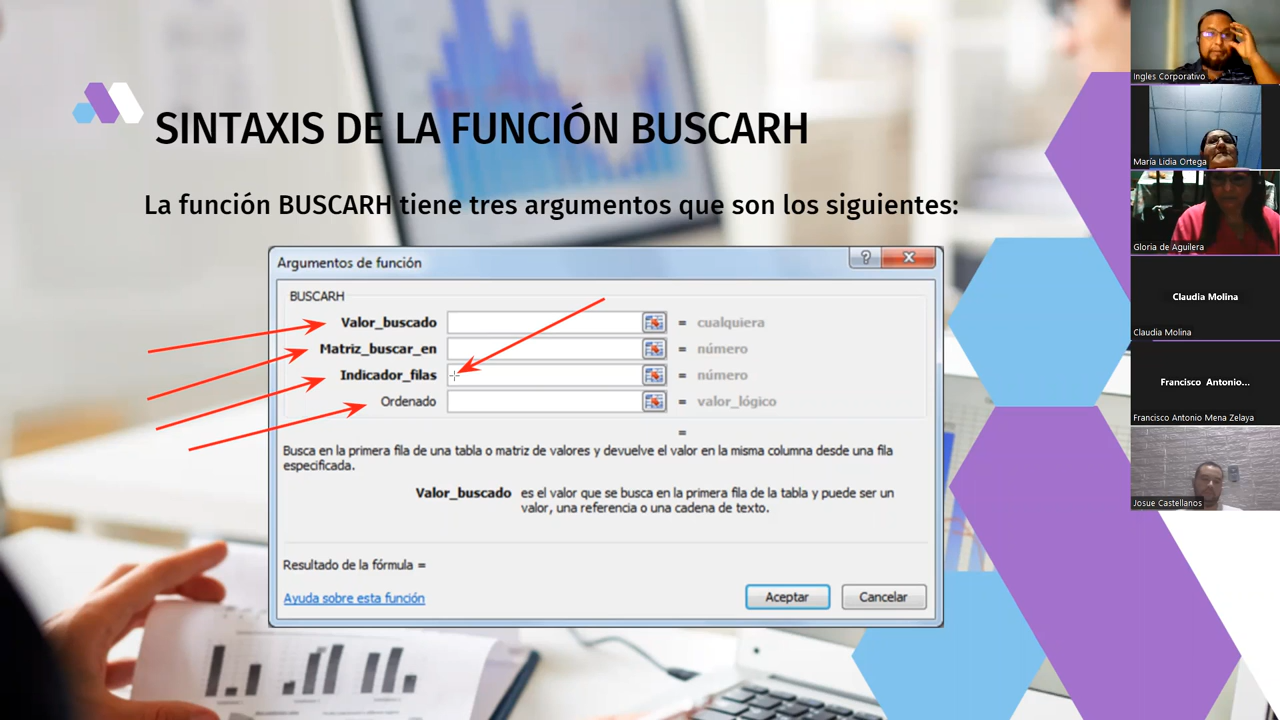 SINTAXIS DE LA FUNCIÓN BUSCARH
La función BUSCARH tiene tres argumentos que son los siguientes:
Argumentos de función
?
BUSCARH
Valor_buscado = cualquiera
Matriz_buscar_en = número
Indicador_filas = número
Ordenado = valor_lógico
=
Busca en la primera fila de una tabla o matriz de valores y devuelve el valor en la misma columna desde una fila
especificada.
Valor_buscado es el valor que se busca en la primera fila de la tabla y puede ser un
valor, una referencia o una cadena de texto.
Resultado de la fórmula =
Ayuda sobre esta función
Aceptar
Cancelar
Ingles Corporativo
María Lidia Ortega
Gloria de Aguilera
Claudia Molina
Claudia Molina
Francisco Antonio...
Francisco Antonio Mena Zelaya
Josue Castellanos